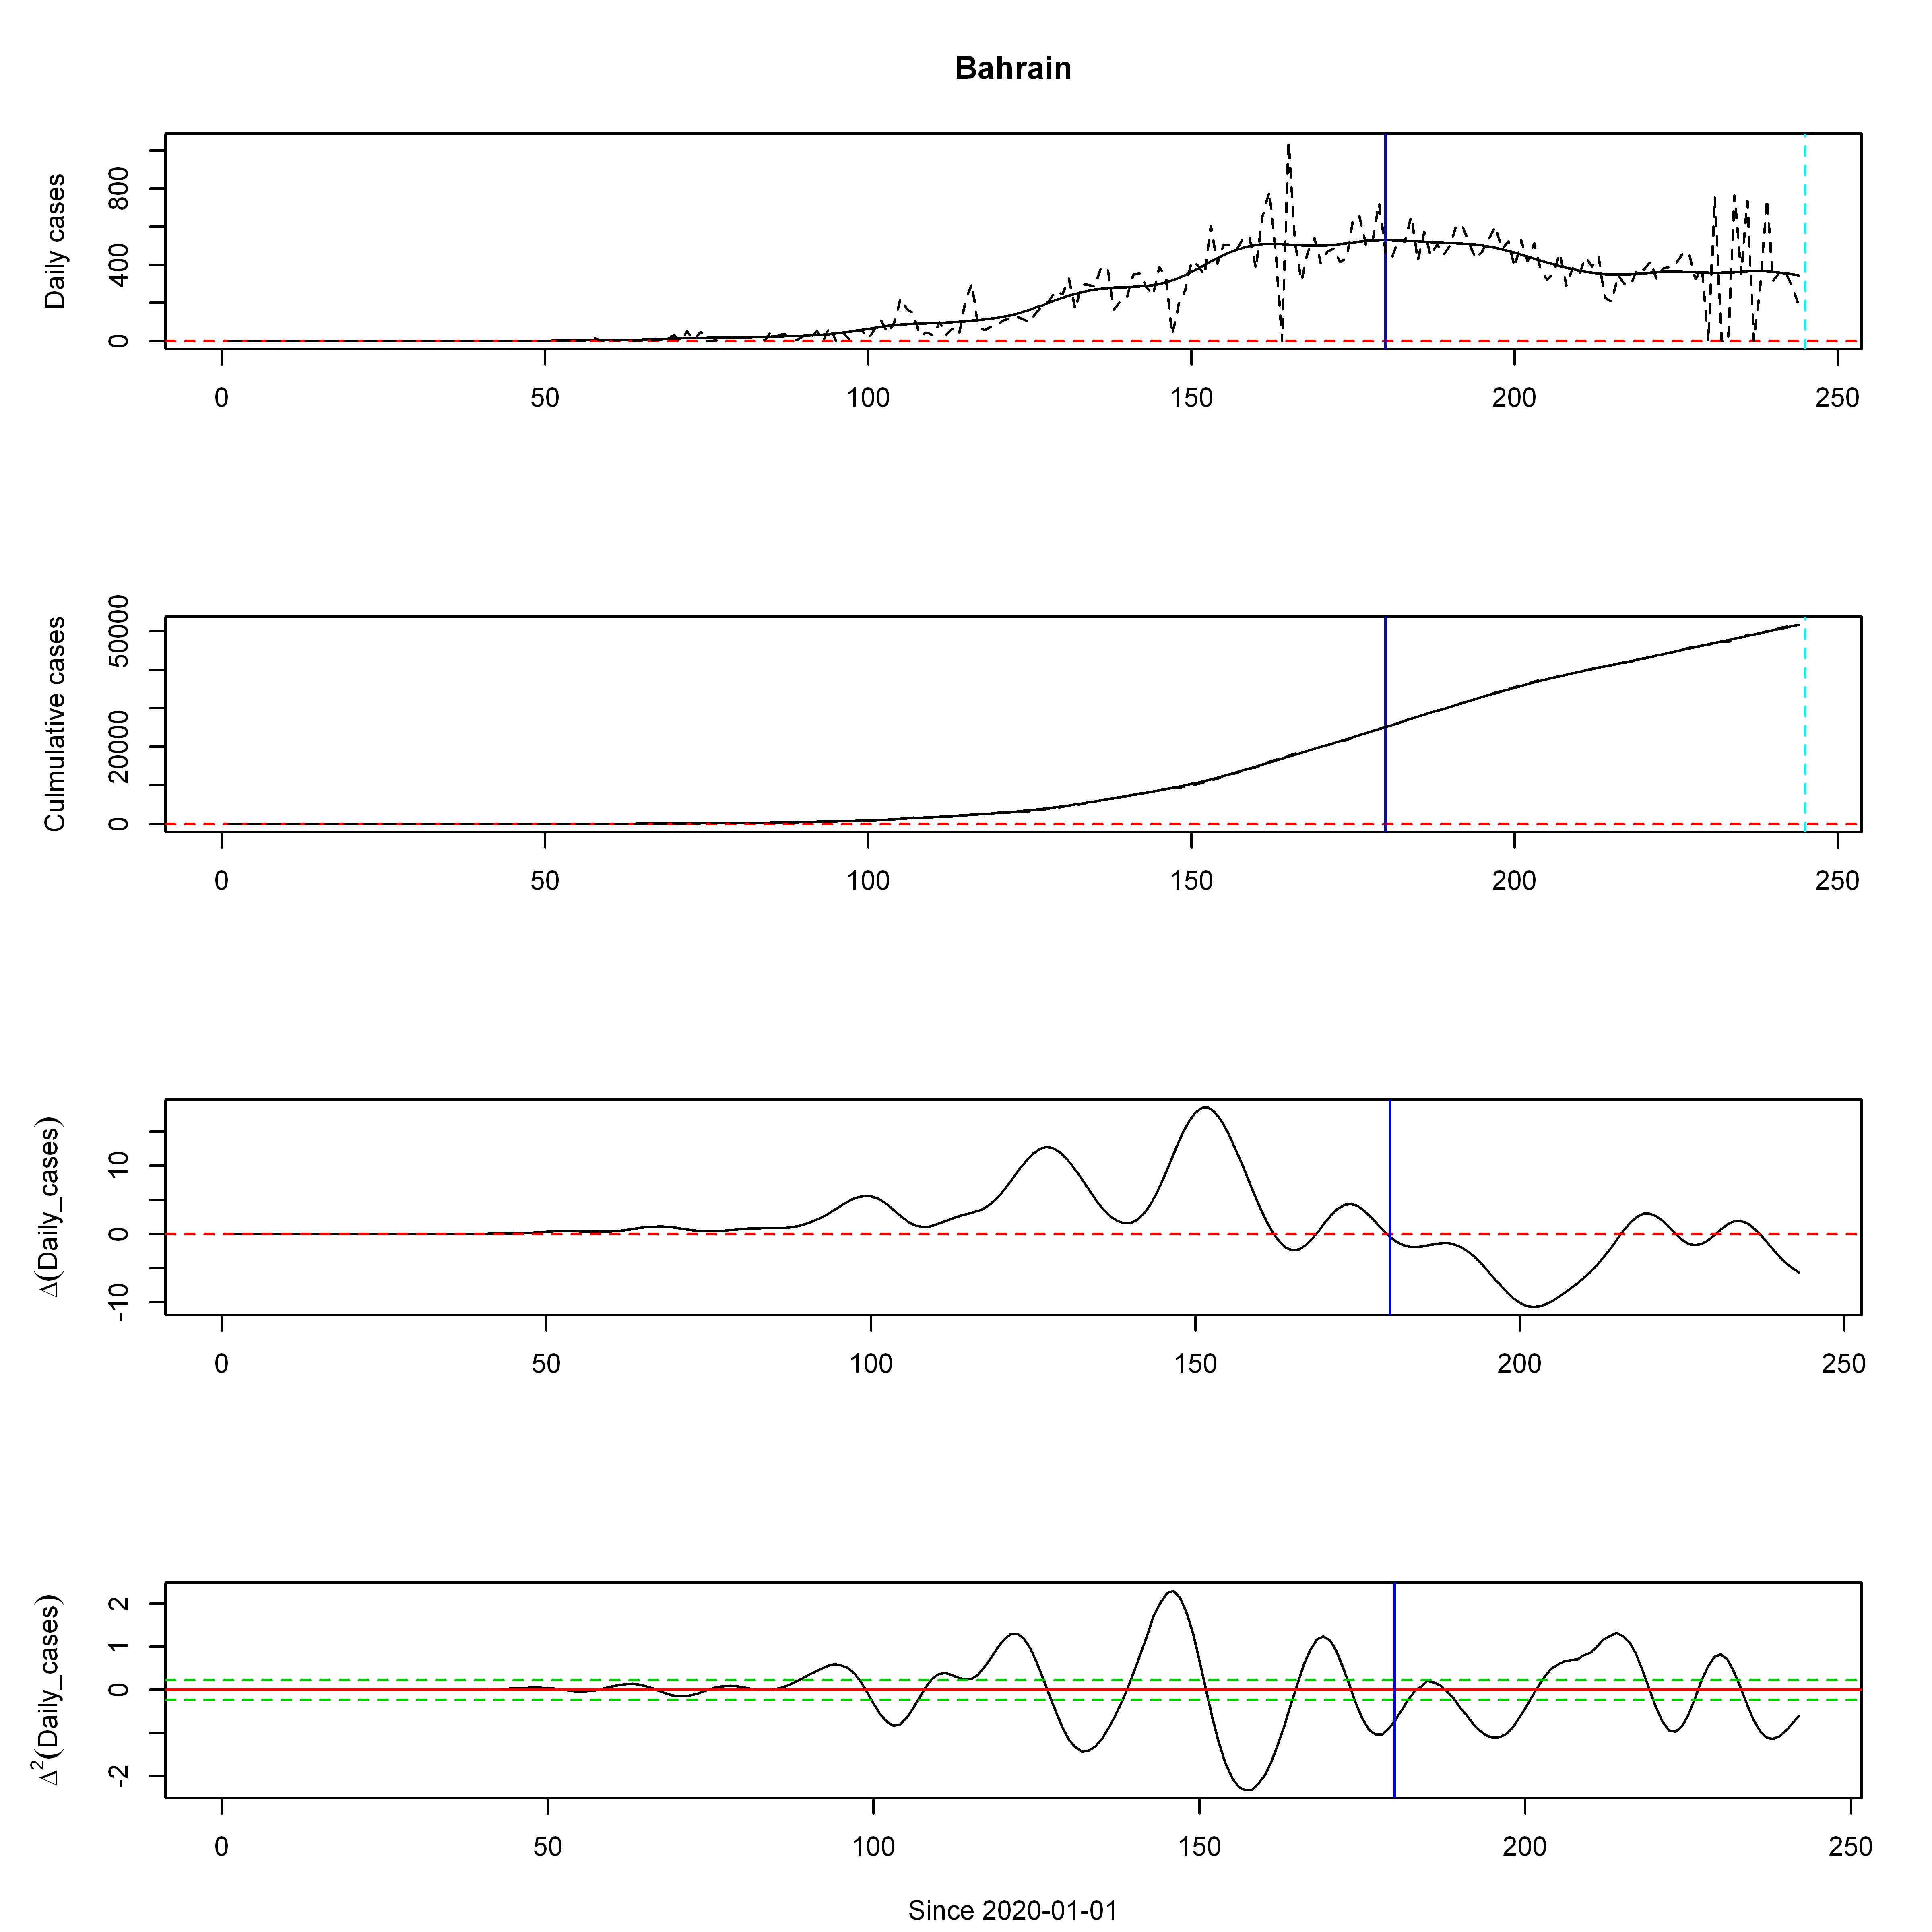 Bahrain
Daily cases
0 400 800
0 50 100 150 200 250
Culmulative cases
0 20000 50000
0 50 100 150 200 250
Δ(Daily_cases)
-10 0 10
0 50 100 150 200 250
Δ²(Daily_cases)
-2 0 1 2
0 50 100 150 200 250
Since 2020-01-01